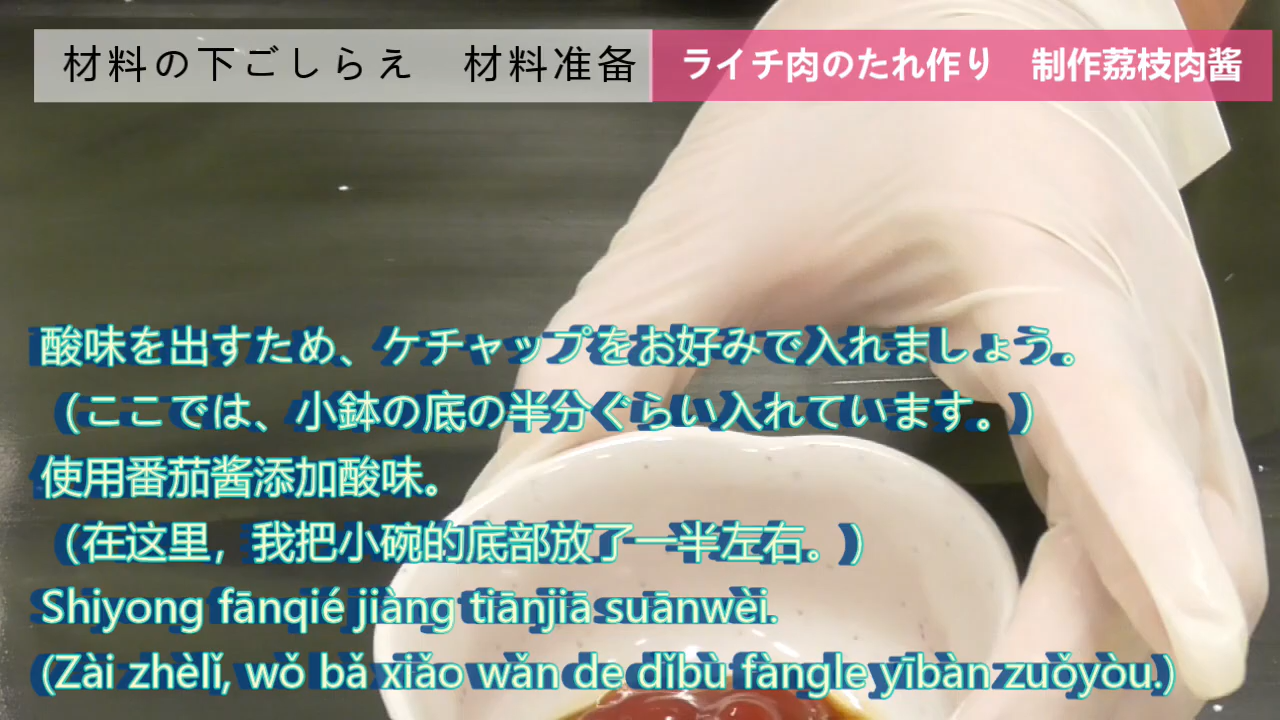 材料の下ごしらえ　材料准备
ライチ肉のたれ作り　制作荔枝肉酱
酸味を出すため、ケチャップをお好みで入れましょう。
（ここでは、小鉢の底の半分ぐらい入れています。）
使用番茄酱添加酸味。
（在这里，我把小碗的底部放了一半左右。）
Shiyong fānqié jiàng tiānjiā suānwèi.
(Zài zhèlǐ, wǒ bǎ xiǎo wǎn de dǐbù fàngle yībàn zuǒyòu.)